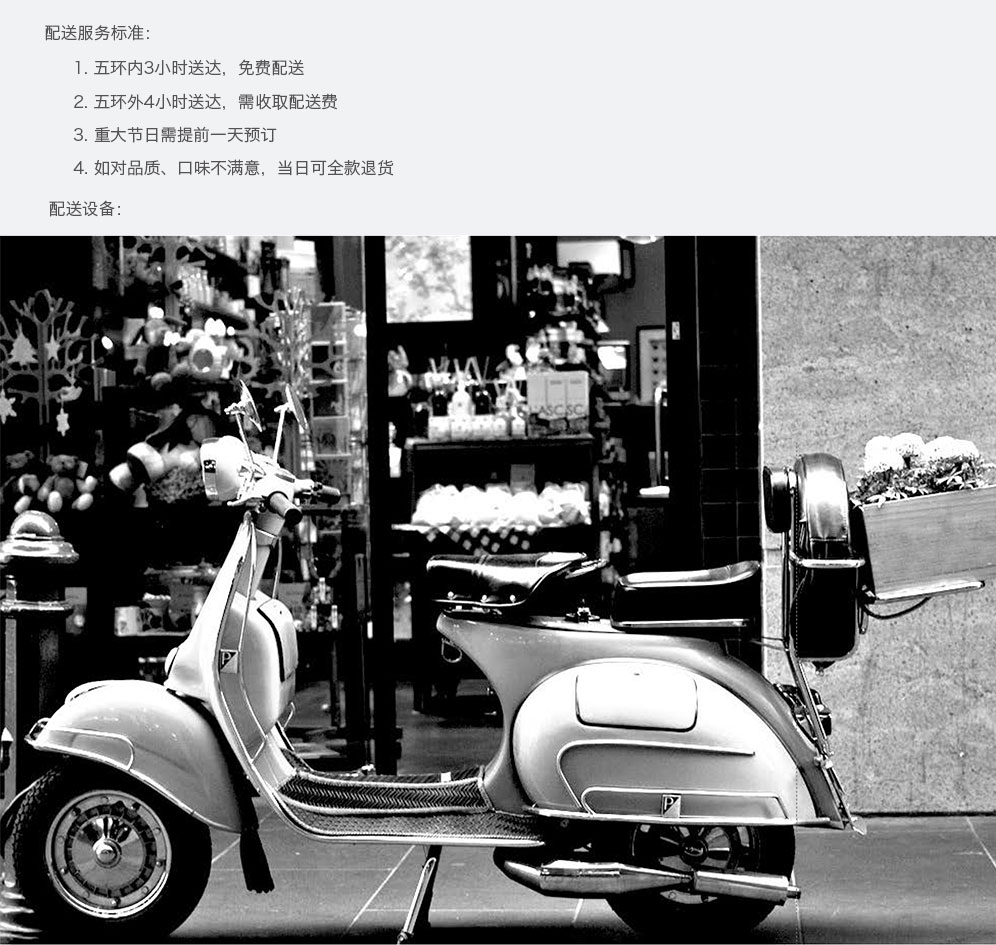 配送服务标准：
1. 五环内3小时送达，免费配送
2. 五环外4小时送达，需收取配送费
3. 重大节日需提前一天预订
4. 如对品质、口味不满意，当日可全款退货
配送设备：
ASC SC
P
P